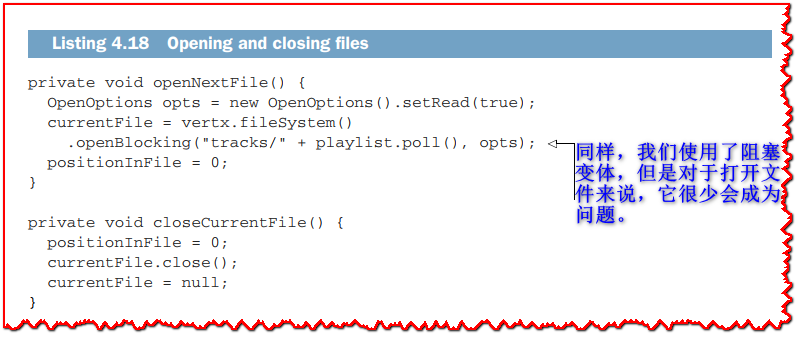 Listing 4.18 Opening and closing files
private void openNextFile() {
  OpenOptions opts = new OpenOptions().setRead(true);
  currentFile = vertx.fileSystem()
    .openBlocking("tracks/" + playlist.poll(), opts);
  positionInFile = 0;
}
同样，我们使用了阻塞
变体，但是对于打开文
件来说，它很少会成为
问题。
private void closeCurrentFile() {
  positionInFile = 0;
  currentFile.close();
  currentFile = null;
}